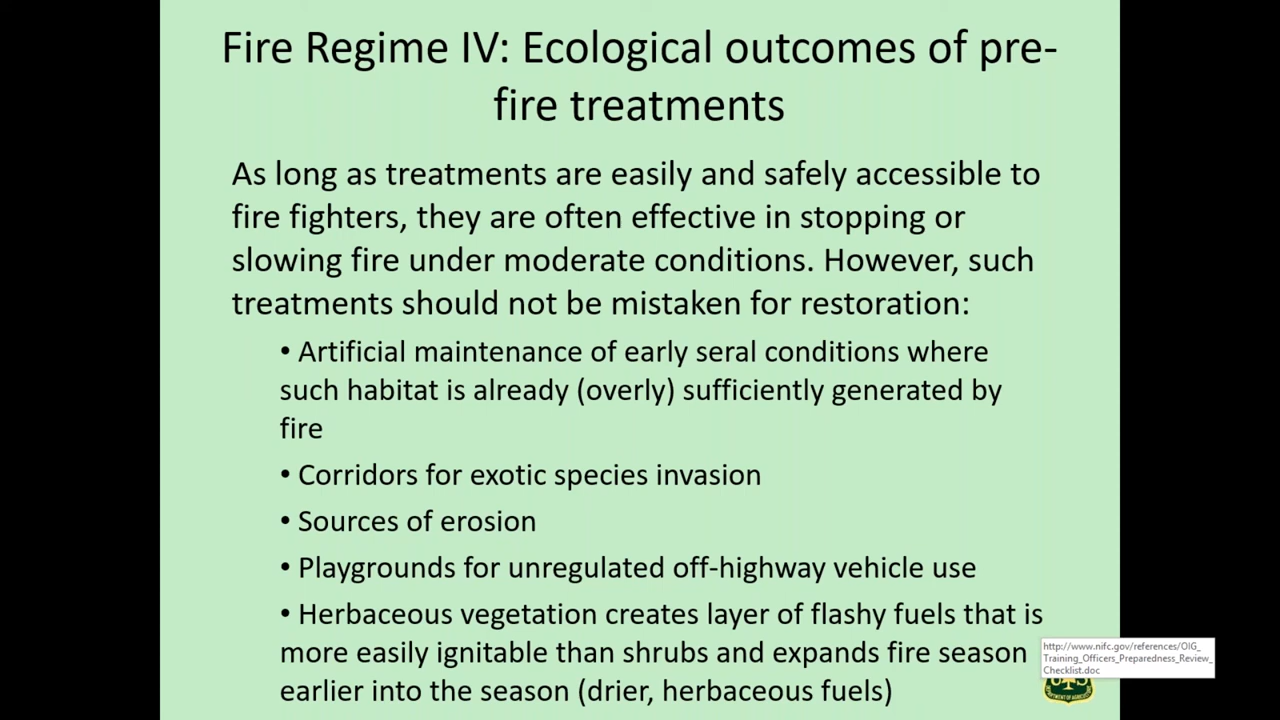 Fire Regime IV: Ecological outcomes of pre-
fire treatments
As long as treatments are easily and safely accessible to
fire fighters, they are often effective in stopping or
slowing fire under moderate conditions. However, such
treatments should not be mistaken for restoration:
• Artificial maintenance of early seral conditions where
such habitat is already (overly) sufficiently generated by
fire
• Corridors for exotic species invasion
• Sources of erosion
• Playgrounds for unregulated off-highway vehicle use
• Herbaceous vegetation creates layer of flashy fuels that is
more easily ignitable than shrubs and expands fire season
earlier into the season (drier, herbaceous fuels)
http://www.nifc.gov/references/OIG_
Training_Officers_Preparedness_Review_
Checklist.doc